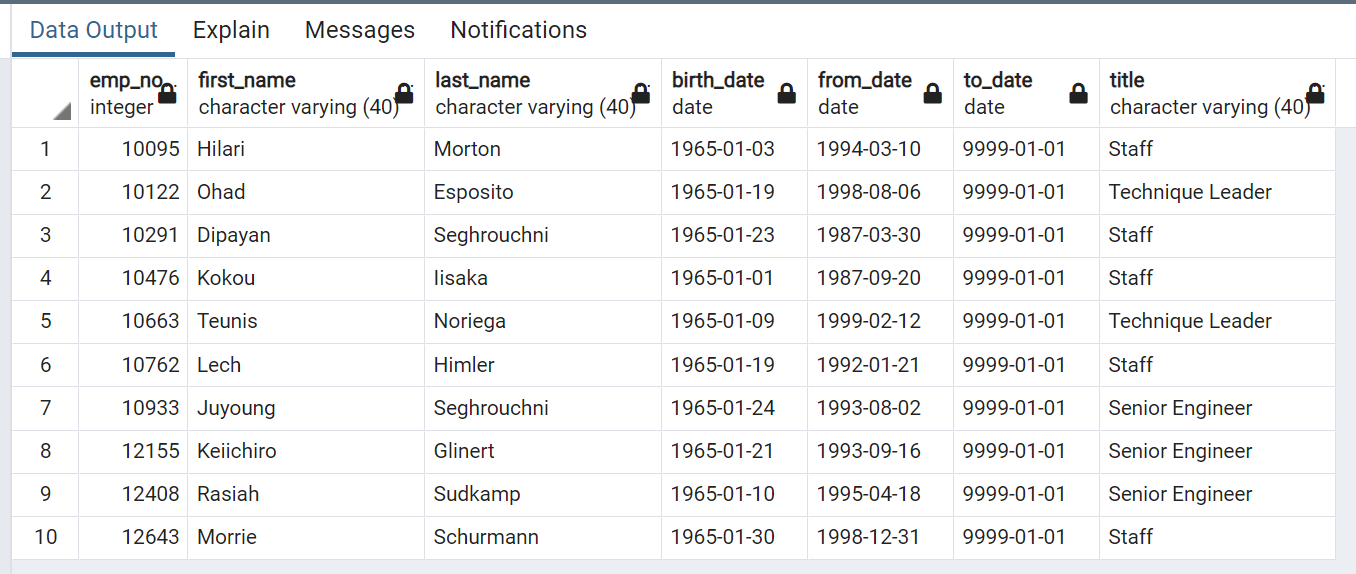 Data Output Explain Messages Notifications
emp_no first_name last_name birth_date from_date to_date title
integer character varying (40) character varying (40) date date date character varying (40)
1 10095 Hilari Morton 1965-01-03 1994-03-10 9999-01-01 Staff
2 10122 Ohad Esposito 1965-01-19 1998-08-06 9999-01-01 Technique Leader
3 10291 Dipayan Seghrouchni 1965-01-23 1987-03-30 9999-01-01 Staff
4 10476 Kokou Iisaka 1965-01-01 1987-09-20 9999-01-01 Staff
5 10663 Teunis Noriega 1965-01-09 1999-02-12 9999-01-01 Technique Leader
6 10762 Lech Himler 1965-01-19 1992-01-21 9999-01-01 Staff
7 10933 Juyoung Seghrouchni 1965-01-24 1993-08-02 9999-01-01 Senior Engineer
8 12155 Keiichiro Glinert 1965-01-21 1993-09-16 9999-01-01 Senior Engineer
9 12408 Rasiah Sudkamp 1965-01-10 1995-04-18 9999-01-01 Senior Engineer
10 12643 Morrie Schurmann 1965-01-30 1998-12-31 9999-01-01 Staff